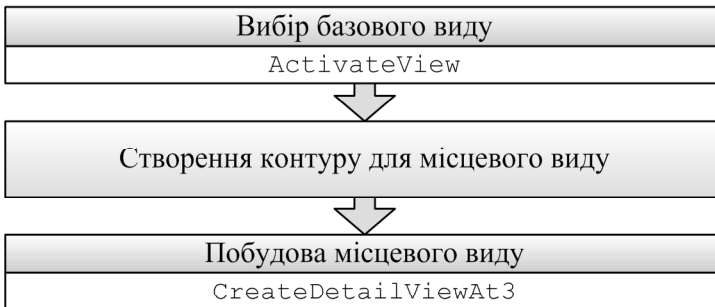 Вибір базового виду
ActivateView
Створення контуру для місцевого виду
Побудова місцевого виду
CreateDetailViewAt3